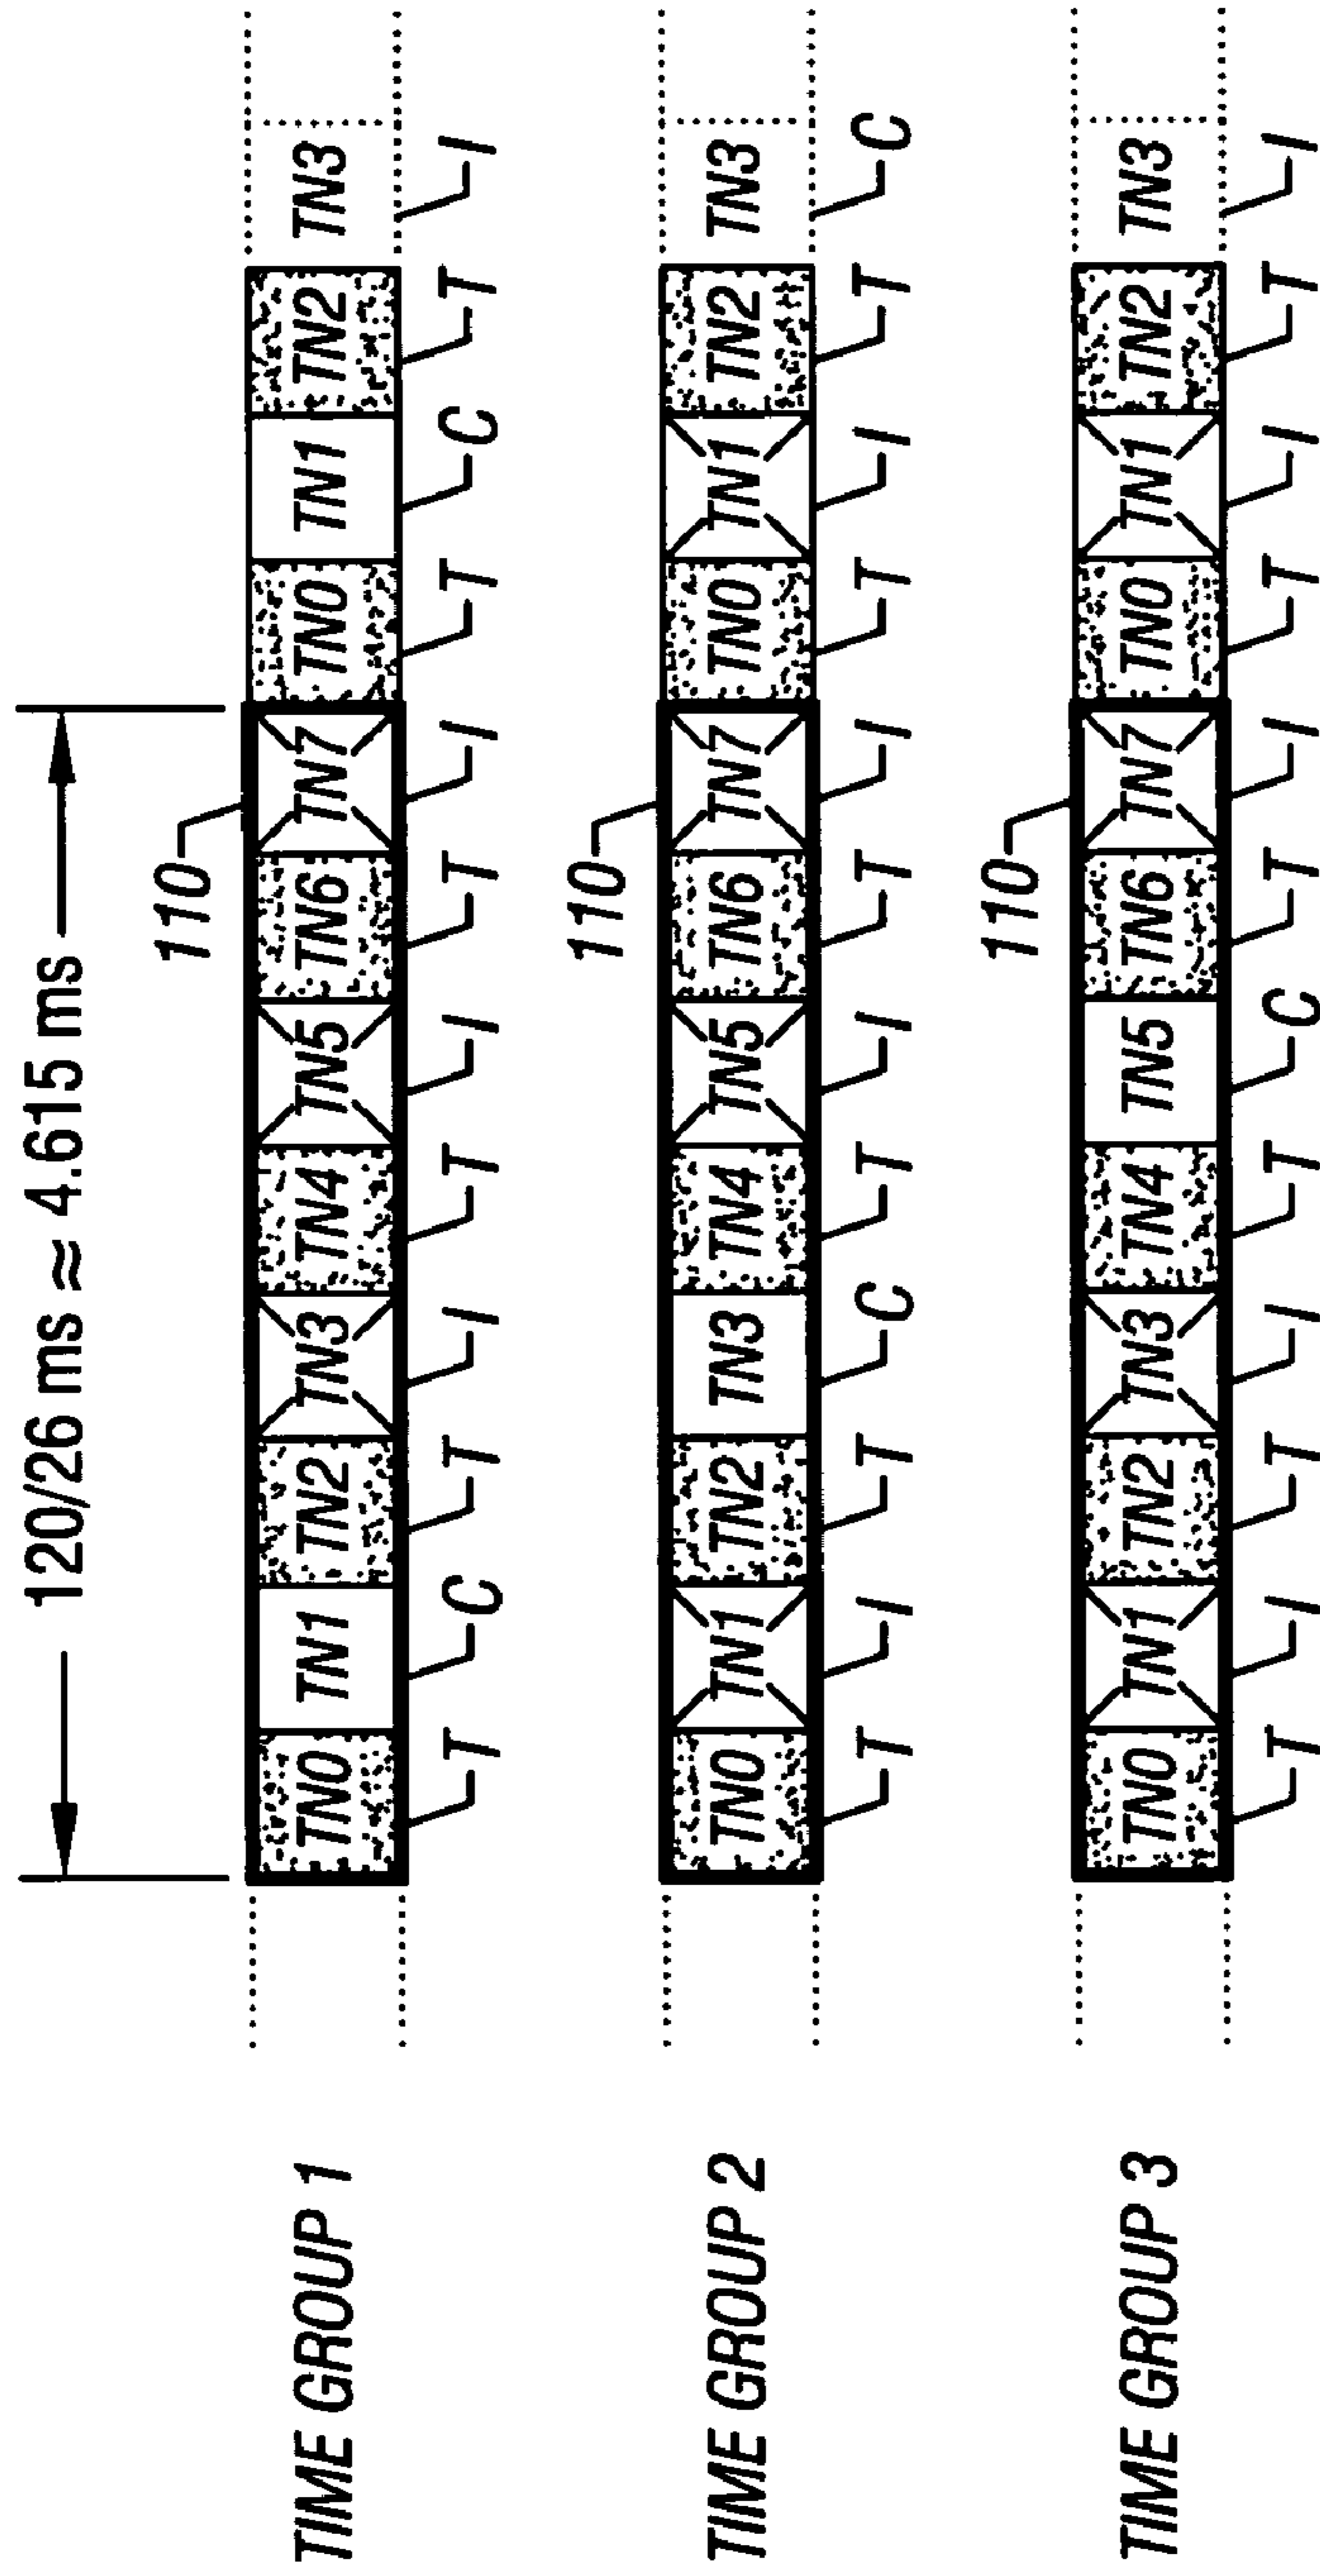 120/26 ms ≈ 4.615 ms
110
TIME GROUP 1
TN0 TN1 TN2 TN3 TN4 TN5 TN6 TN7 TN0 TN1 TN2 TN3
T C T I T I T I T C T I
110
TIME GROUP 2
TN0 TN1 TN2 TN3 TN4 TN5 TN6 TN7 TN0 TN1 TN2 TN3
T I T C T I T I T I T C
110
TIME GROUP 3
TN0 TN1 TN2 TN3 TN4 TN5 TN6 TN7 TN0 TN1 TN2 TN3
T I T I T C T I T I T I